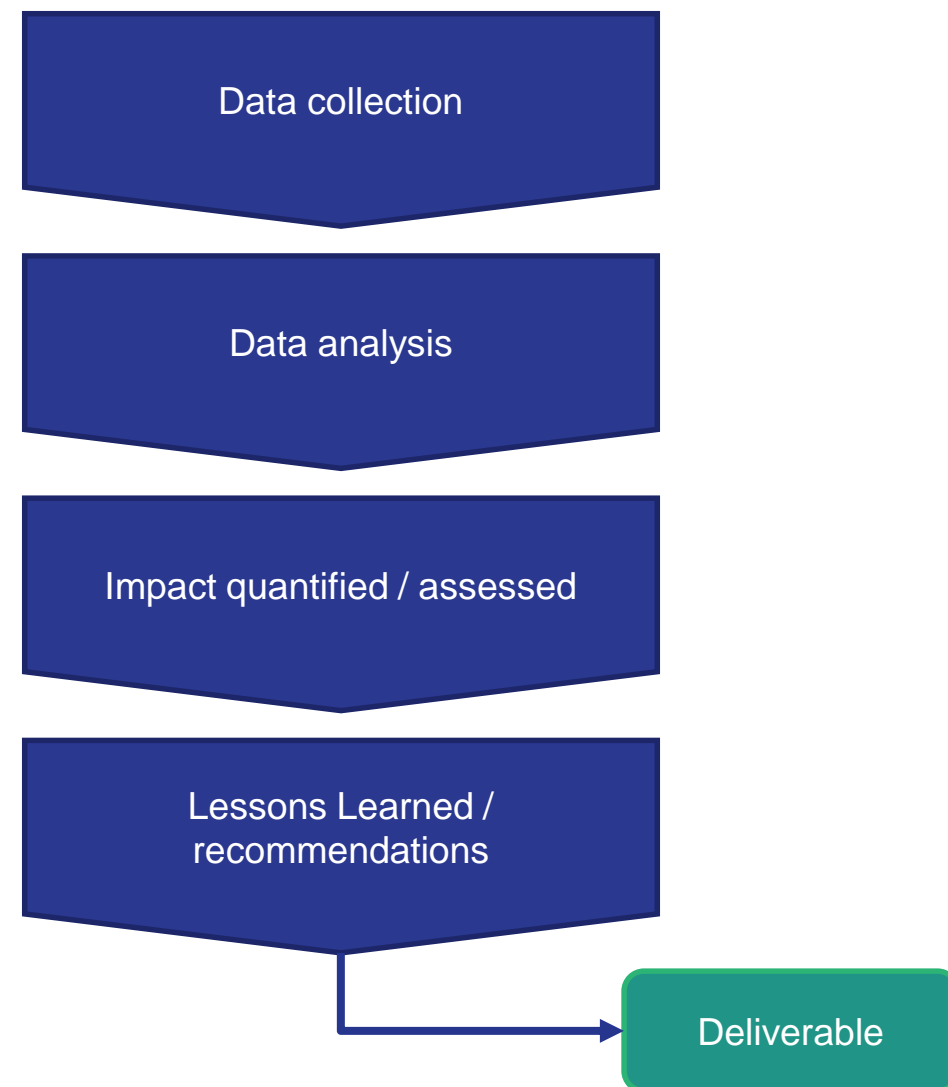 Data collection
Data analysis
Impact quantified / assessed
Lessons Learned /
recommendations
Deliverable